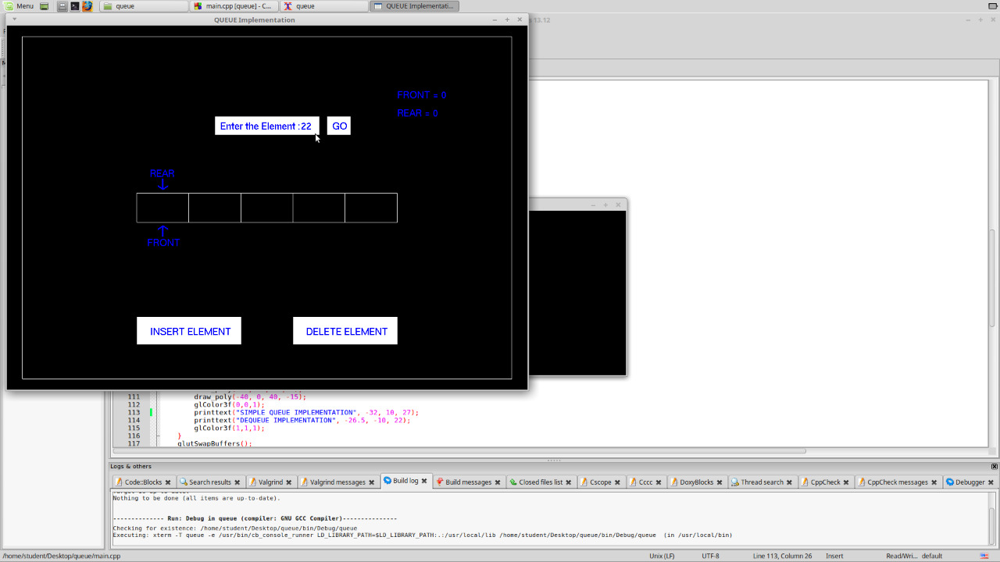 Menu
queue
main.cpp [queue] - C...
queue
QUEUE Implementati...
QUEUE Implementation
13.12
FRONT = 0
REAR = 0
Enter the Element :22
GO
REAR
FRONT
INSERT ELEMENT
DELETE ELEMENT
111 draw_poly(-40, 0, 40, -15);
112 glColor3f(0,0,1);
113 printtext("SIMPLE QUEUE IMPLEMENTATION", -32, 10, 27);
114 printtext("DEQUEUE IMPLEMENTATION", -26.5, -10, 22);
115 glColor3f(1,1,1);
116 }
117 glutSwapBuffers();
Logs & others
Code::Blocks Search results Valgrind Valgrind messages Build log Build messages Closed files list Cscope Cccc DoxyBlocks Thread search CppCheck CppCheck messages Debugger
Nothing to be done (all items are up-to-date).
-------------- Run: Debug in queue (compiler: GNU GCC Compiler)---------------
Checking for existence: /home/student/Desktop/queue/bin/Debug/queue
Executing: xterm -T queue -e /usr/bin/cb_console_runner LD_LIBRARY_PATH=$LD_LIBRARY_PATH:.:/usr/local/lib /home/student/Desktop/queue/bin/Debug/queue (in /usr/local/bin)
/home/student/Desktop/queue/main.cpp Unix (LF) UTF-8 Line 113, Column 26 Insert Read/Wri... default